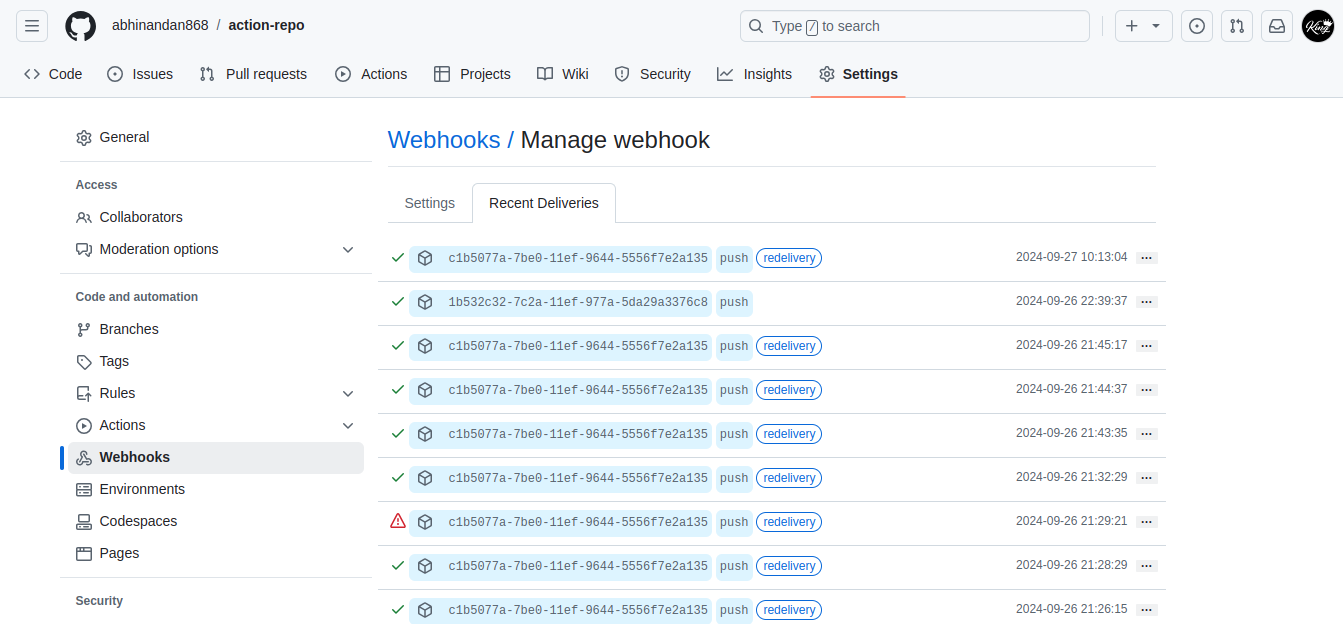 abhinandan868 / action-repo
Type / to search
King
Code Issues Pull requests Actions Projects Wiki Security Insights Settings
General
Access
Collaborators
Moderation options
Code and automation
Branches
Tags
Rules
Actions
Webhooks
Environments
Codespaces
Pages
Security
Webhooks / Manage webhook
Settings Recent Deliveries
c1b5077a-7be0-11ef-9644-5556f7e2a135 push redelivery 2024-09-27 10:13:04 ...
1b532c32-7c2a-11ef-977a-5da29a3376c8 push 2024-09-26 22:39:37 ...
c1b5077a-7be0-11ef-9644-5556f7e2a135 push redelivery 2024-09-26 21:45:17 ...
c1b5077a-7be0-11ef-9644-5556f7e2a135 push redelivery 2024-09-26 21:44:37 ...
c1b5077a-7be0-11ef-9644-5556f7e2a135 push redelivery 2024-09-26 21:43:35 ...
c1b5077a-7be0-11ef-9644-5556f7e2a135 push redelivery 2024-09-26 21:32:29 ...
c1b5077a-7be0-11ef-9644-5556f7e2a135 push redelivery 2024-09-26 21:29:21 ...
c1b5077a-7be0-11ef-9644-5556f7e2a135 push redelivery 2024-09-26 21:28:29 ...
c1b5077a-7be0-11ef-9644-5556f7e2a135 push redelivery 2024-09-26 21:26:15 ...